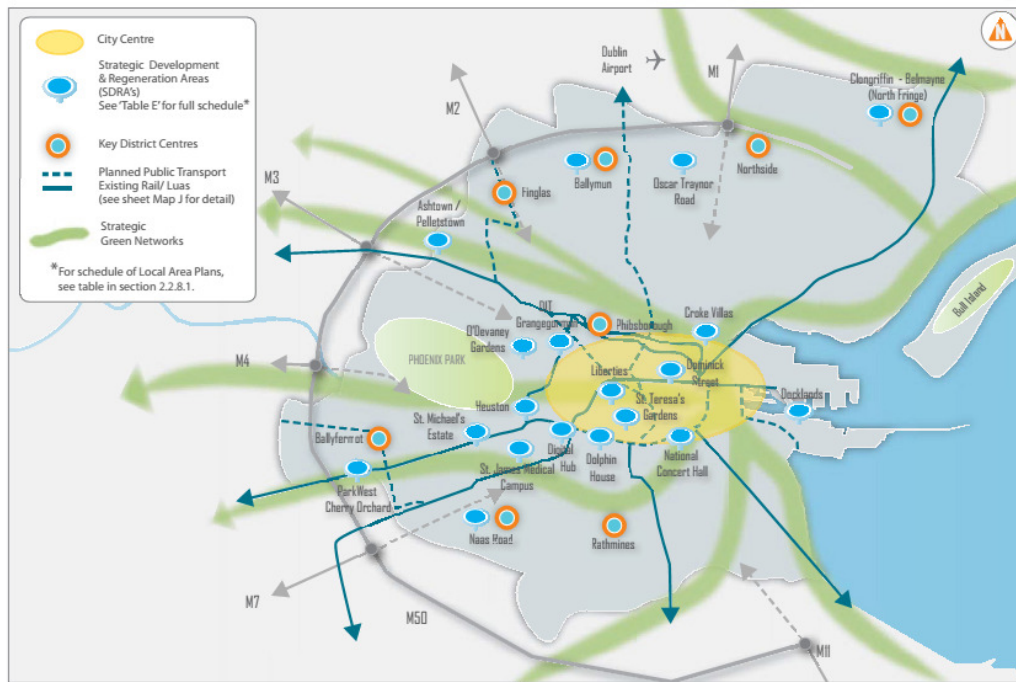 City Centre
Strategic Development
& Regeneration Areas
(SDRA's)
See 'Table E' for full schedule*
Key District Centres
Planned Public Transport
Existing Rail/ Luas
(see sheet Map J for detail)
Strategic
Green Networks
*For schedule of Local Area Plans,
see table in section 2.2.8.1.
N
Dublin
Airport
M1
M2
M3
Clongriffin - Belmayne
(North Fringe)
Ballymun
Oscar Traynor
Road
Northside
Finglas
Ashtown /
Pelletstown
Bull Island
DIT
Grangegorman
Phibsborough
Croke Villas
O'Devaney
Gardens
PHOENIX PARK
M4
Liberties
Dominick
Street
Docklands
Heuston
St. Teresa's
Gardens
St. Michael's
Estate
Ballyfermot
Digital
Hub
Dolphin
House
National
Concert Hall
St. James Medical
Campus
ParkWest
Cherry Orchard
Naas Road
Rathmines
M7
M50
M11